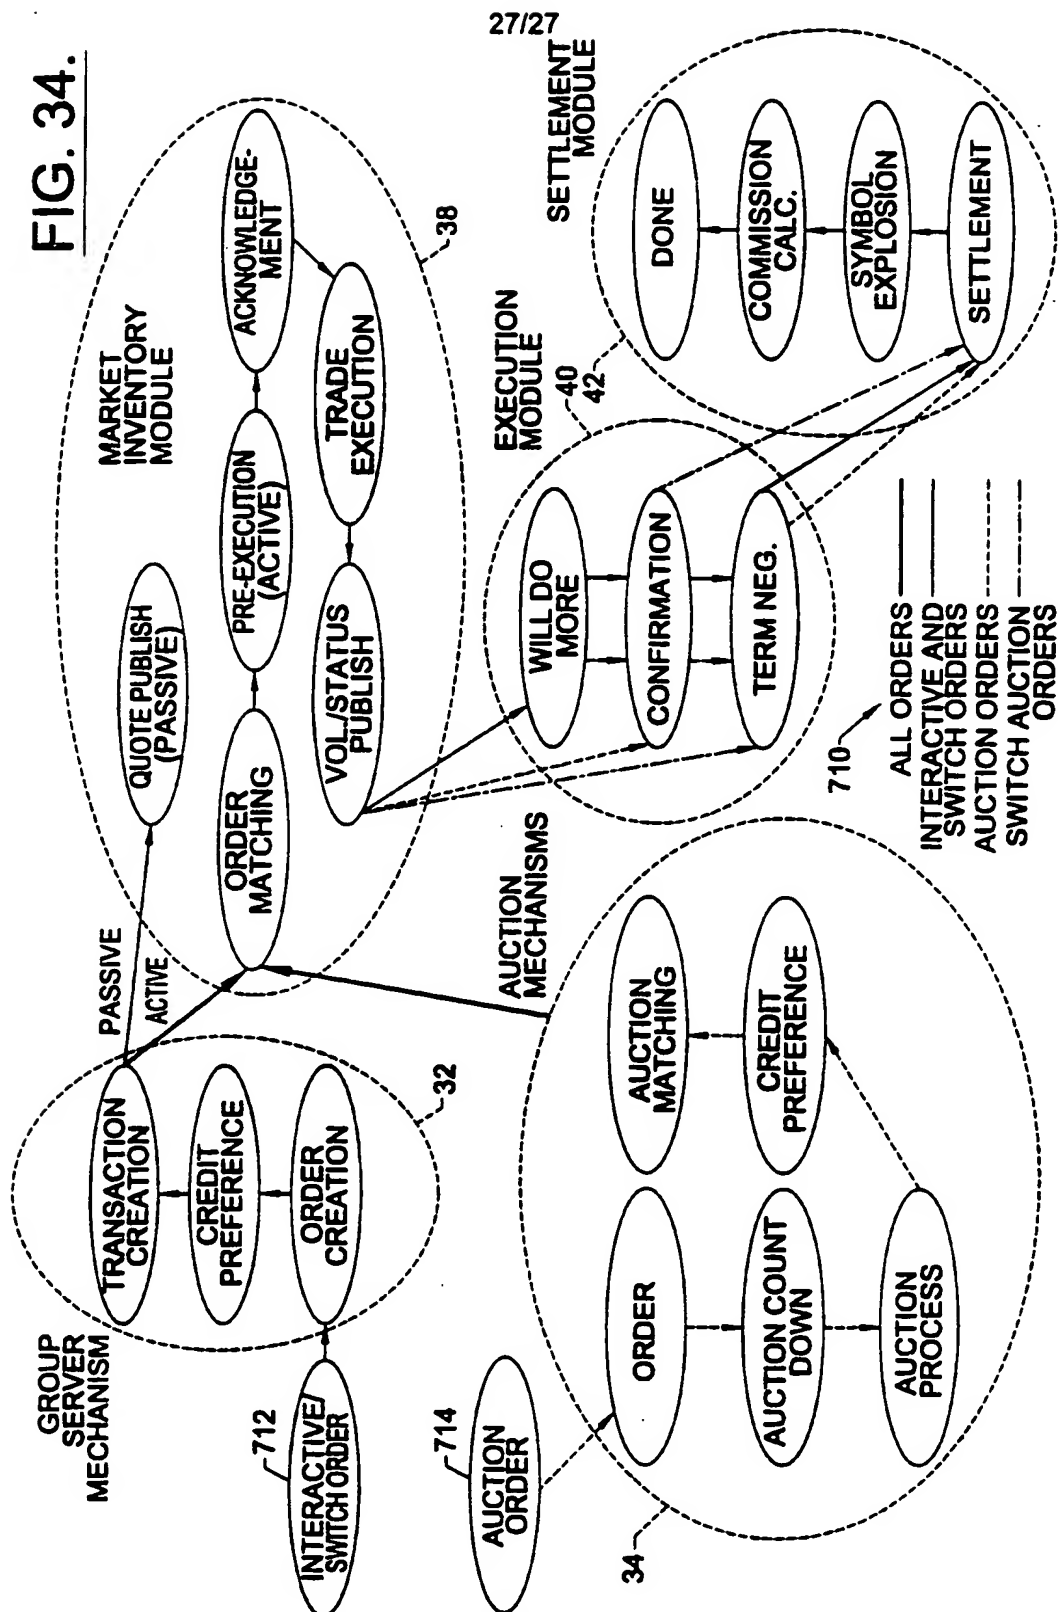 27/27
FIG. 34.
GROUP
SERVER
MECHANISM
712
INTERACTIVE/
SWITCH ORDER
TRANSACTION
CREATION
CREDIT
PREFERENCE
ORDER
CREATION
32
PASSIVE
ACTIVE
MARKET
INVENTORY
MODULE
QUOTE PUBLISH
(PASSIVE)
ORDER
MATCHING
PRE-EXECUTION
(ACTIVE)
ACKNOWLEDGE-
MENT
VOL./STATUS
PUBLISH
TRADE
EXECUTION
38
714
AUCTION
ORDER
34
AUCTION
MECHANISMS
ORDER
AUCTION COUNT
DOWN
AUCTION
PROCESS
AUCTION
MATCHING
CREDIT
PREFERENCE
EXECUTION
MODULE
40
42
WILL DO
MORE
CONFIRMATION
TERM NEG.
SETTLEMENT
MODULE
DONE
COMMISSION
CALC.
SYMBOL
EXPLOSION
SETTLEMENT
710
ALL ORDERS
INTERACTIVE AND
SWITCH ORDERS
AUCTION ORDERS
SWITCH AUCTION
ORDERS